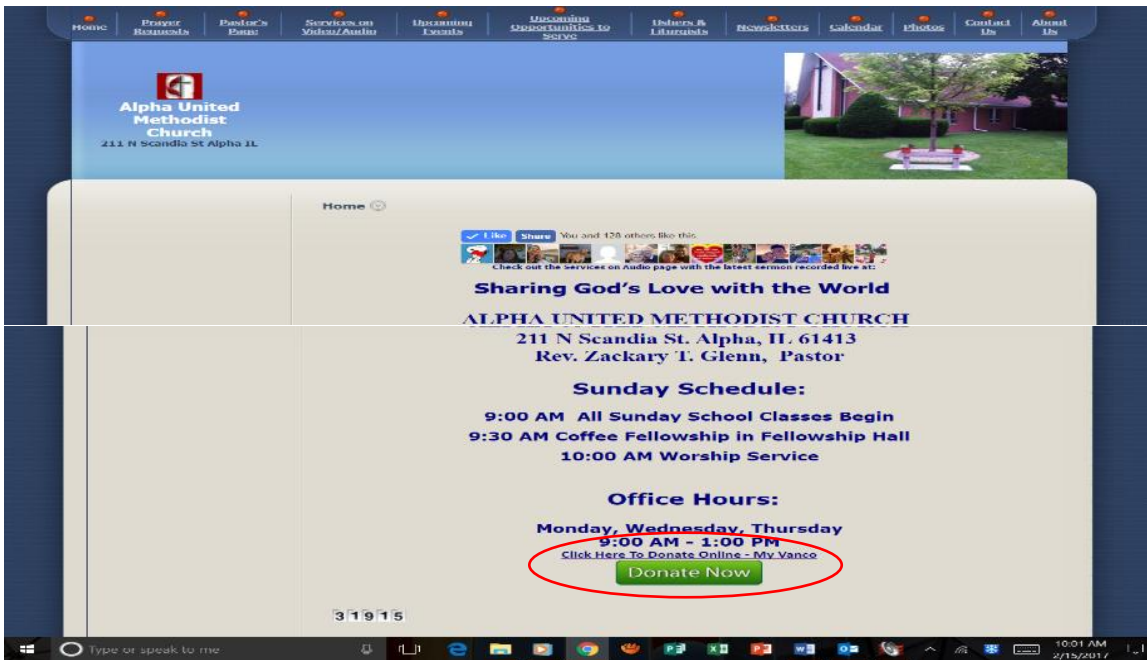 Home
Prayer Requests
Pastor's Page
Services on Video/Audio
Upcoming Events
Upcoming Opportunities to Serve
Ushers & Liturgists
Newsletters
Calendar
Photos
Contact Us
About Us
Alpha United
Methodist
Church
211 N Scandia St Alpha IL
Home
Like Share You and 128 others like this.
Check out the Services on Audio page with the latest sermon recorded live at:
Sharing God's Love with the World
ALPHA UNITED METHODIST CHURCH
211 N Scandia St. Alpha, IL 61413
Rev. Zackary T. Glenn, Pastor
Sunday Schedule:
9:00 AM All Sunday School Classes Begin
9:30 AM Coffee Fellowship in Fellowship Hall
10:00 AM Worship Service
Office Hours:
Monday, Wednesday, Thursday
9:00 AM - 1:00 PM
Click Here To Donate Online - My Vanco
Donate Now
31915
Type or speak to me
10:01 AM
2/15/2017